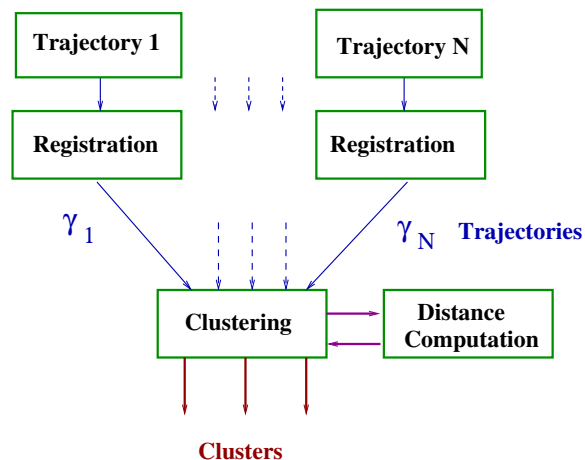 Trajectory 1
Trajectory N
Registration
Registration
γ 1
γ N Trajectories
Clustering
Distance
Computation
Clusters